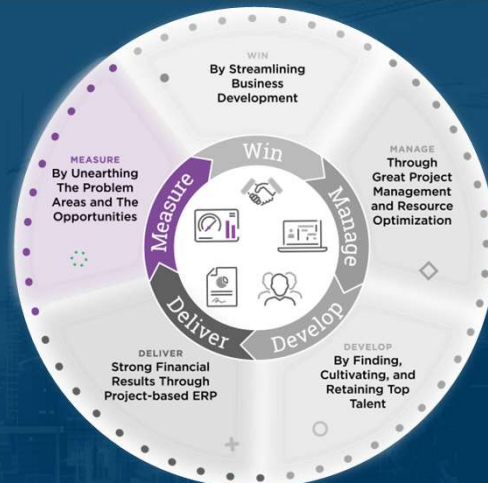 WIN
By Streamlining
Business
Development
MANAGE
Through
Great Project
Management
and Resource
Optimization
DEVELOP
By Finding,
Cultivating, and
Retaining Top
Talent
DELIVER
Strong Financial
Results Through
Project-based ERP
MEASURE
By Unearthing
The Problem
Areas and The
Opportunities
Win
Manage
Develop
Deliver
Measure